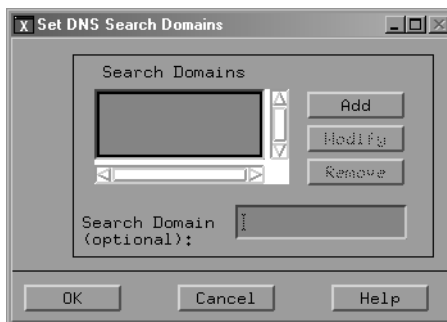 X Set DNS Search Domains
Search Domains
Add
Modify
Remove
Search Domain
(optional):
OK
Cancel
Help